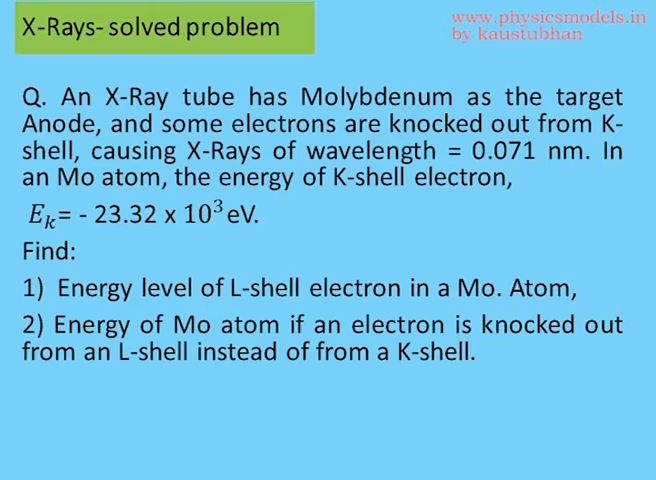 X-Rays- solved problem
www.physicsmodels.in
by kaustubhan
Q. An X-Ray tube has Molybdenum as the target
Anode, and some electrons are knocked out from K-
shell, causing X-Rays of wavelength = 0.071 nm. In
an Mo atom, the energy of K-shell electron,
𝐸ₖ= - 23.32 x 10³ eV.
Find:
1) Energy level of L-shell electron in a Mo. Atom,
2) Energy of Mo atom if an electron is knocked out
from an L-shell instead of from a K-shell.